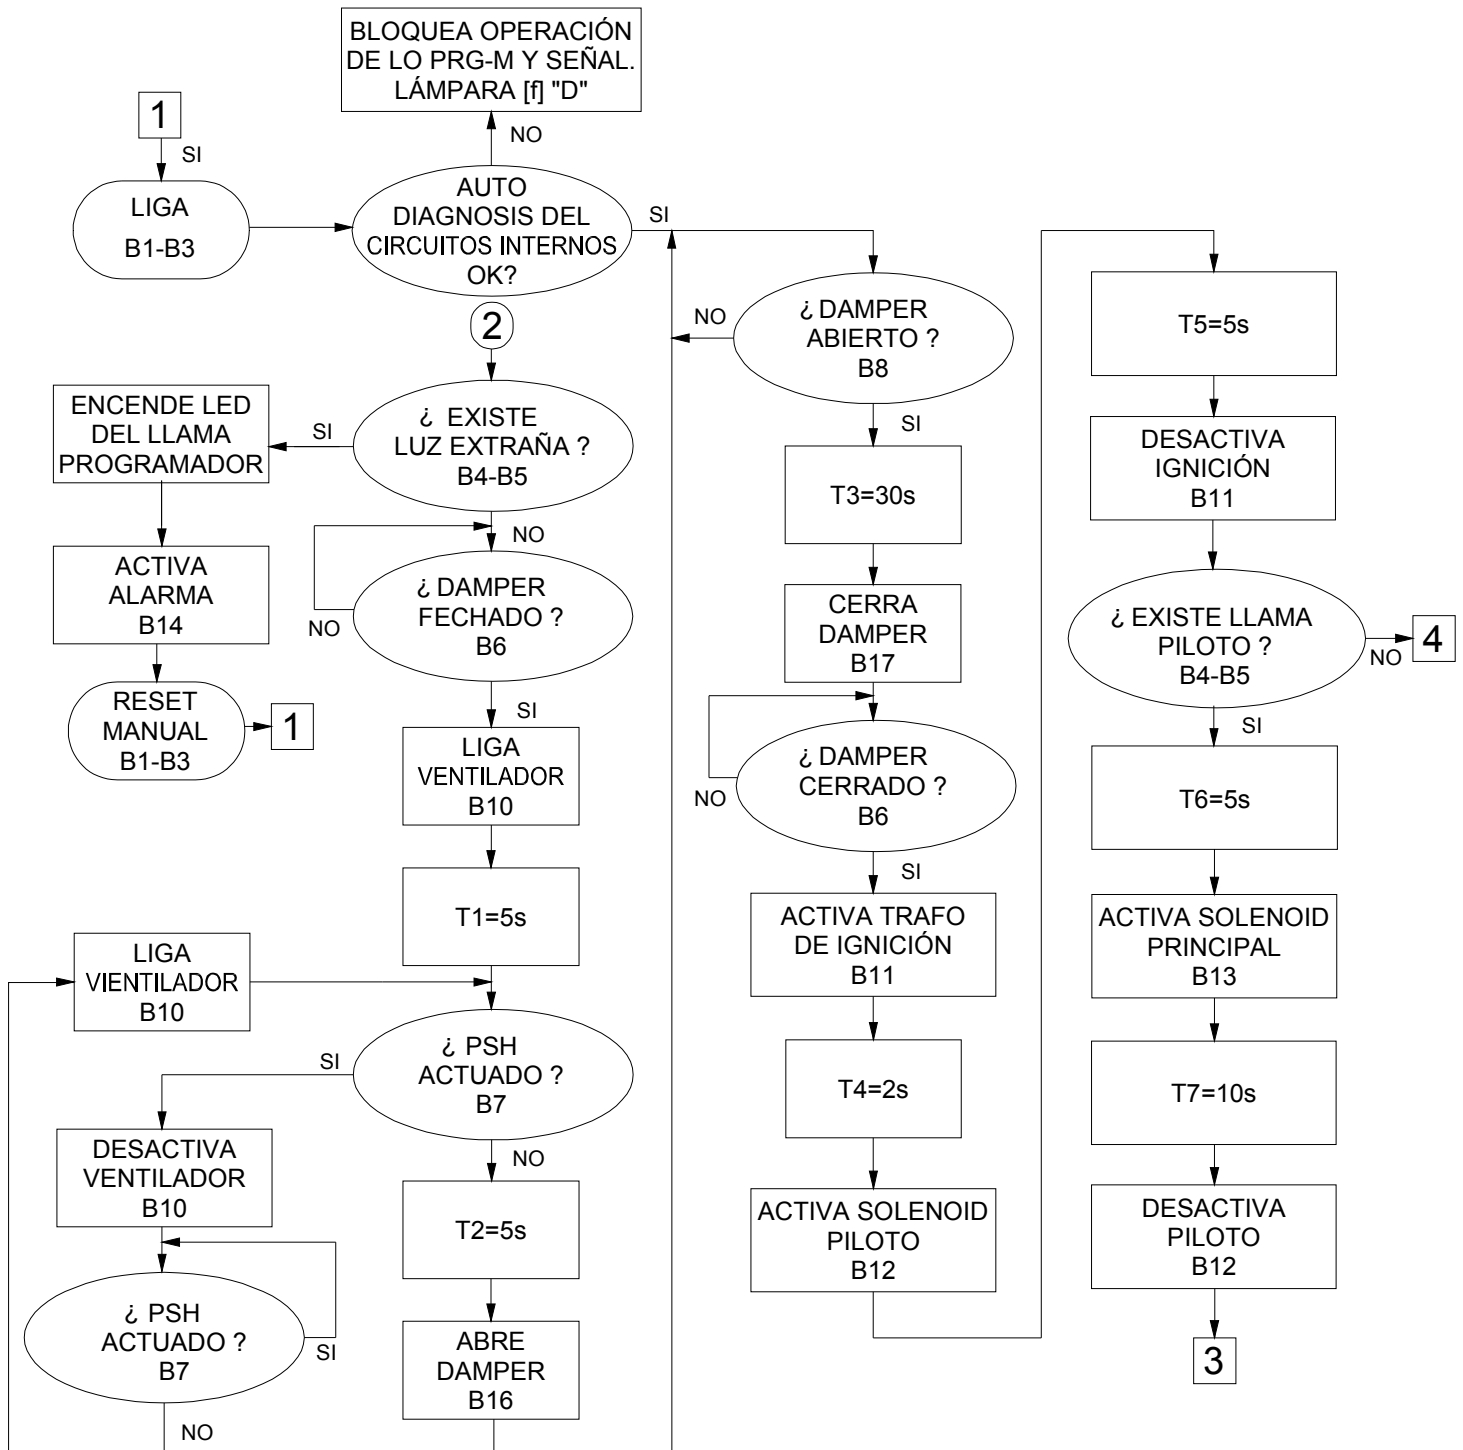 BLOQUEA OPERACIÓN
DE LO PRG-M Y SEÑAL.
LÁMPARA [f] "D"
1
SI
NO
LIGA
B1-B3
AUTO
DIAGNOSIS DEL
CIRCUITOS INTERNOS
OK?
SI
2
¿ EXISTE
LUZ EXTRAÑA ?
B4-B5
SI
ENCENDE LED
DEL LLAMA
PROGRAMADOR
ACTIVA
ALARMA
B14
RESET
MANUAL
B1-B3
1
NO
¿ DAMPER
FECHADO ?
B6
NO
SI
LIGA
VENTILADOR
B10
T1=5s
LIGA
VIENTILADOR
B10
¿ PSH
ACTUADO ?
B7
SI
DESACTIVA
VENTILADOR
B10
¿ PSH
ACTUADO ?
B7
SI
NO
NO
T2=5s
ABRE
DAMPER
B16
¿ DAMPER
ABIERTO ?
B8
NO
SI
T3=30s
CERRA
DAMPER
B17
¿ DAMPER
CERRADO ?
B6
NO
SI
ACTIVA TRAFO
DE IGNICIÓN
B11
T4=2s
ACTIVA SOLENOID
PILOTO
B12
T5=5s
DESACTIVA
IGNICIÓN
B11
¿ EXISTE LLAMA
PILOTO ?
B4-B5
NO
4
SI
T6=5s
ACTIVA SOLENOID
PRINCIPAL
B13
T7=10s
DESACTIVA
PILOTO
B12
3